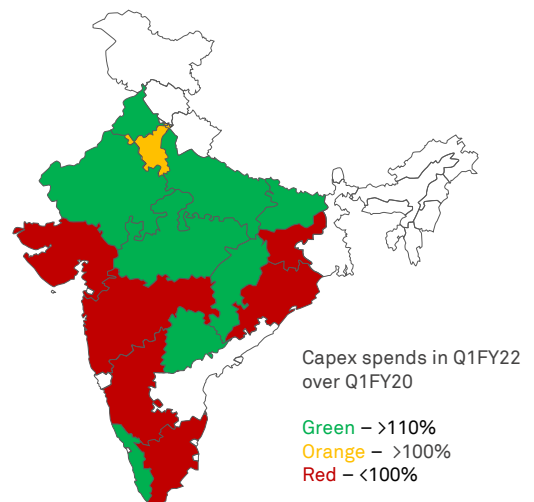 Capex spends in Q1FY22
over Q1FY20
Green – >110%
Orange – >100%
Red – <100%